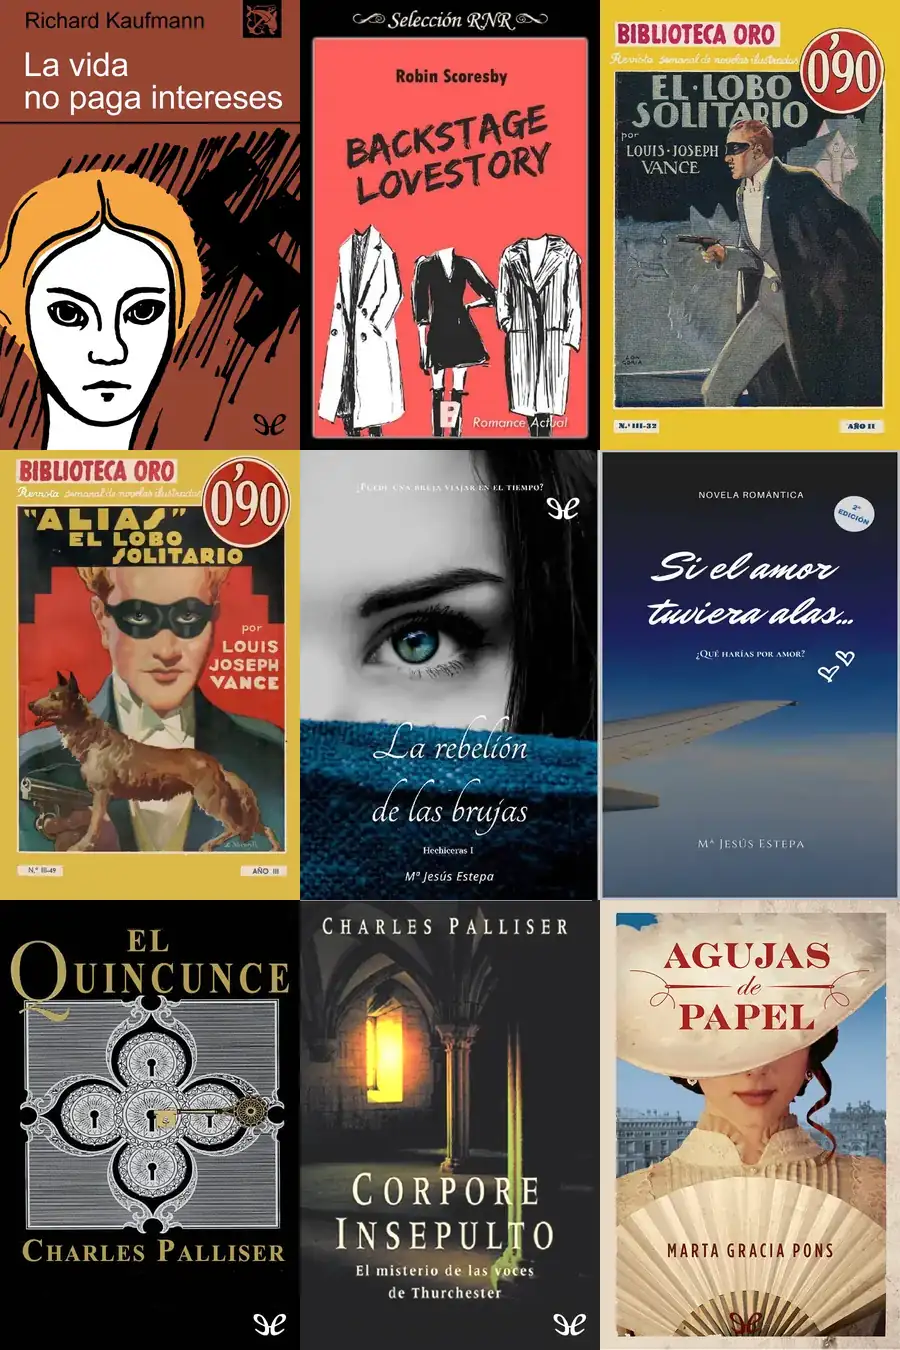 Richard Kaufmann
La vida
no paga intereses
Selección RNR
Robin Scoresby
BACKSTAGE
LOVESTORY
B
Romance Actual
BIBLIOTECA ORO
Revista semanal de novelas ilustradas
0'90
EL·LOBO
SOLITARIO
por
LOUIS·JOSEPH
VANCE
N.º III-32
AÑO II
BIBLIOTECA ORO
Revista semanal de novelas ilustradas
0'90
"ALIAS"
EL LOBO
SOLITARIO
por
LOUIS
JOSEPH
VANCE
N.º III-49
AÑO III
¿PUEDE UNA BRUJA VIAJAR EN EL TIEMPO?
La rebelión
de las brujas
Hechiceras 1
Mª Jesús Estepa
NOVELA ROMÁNTICA
2ª
EDICIÓN
Si el amor
tuviera alas...
¿QUÉ HARÍAS POR AMOR?
Mª JESÚS ESTEPA
EL
QUINCUNCE
CHARLES PALLISER
CHARLES PALLISER
CORPORE
INSEPULTO
El misterio de las voces
de Thurchester
AGUJAS
de
PAPEL
MARTA GRACIA PONS